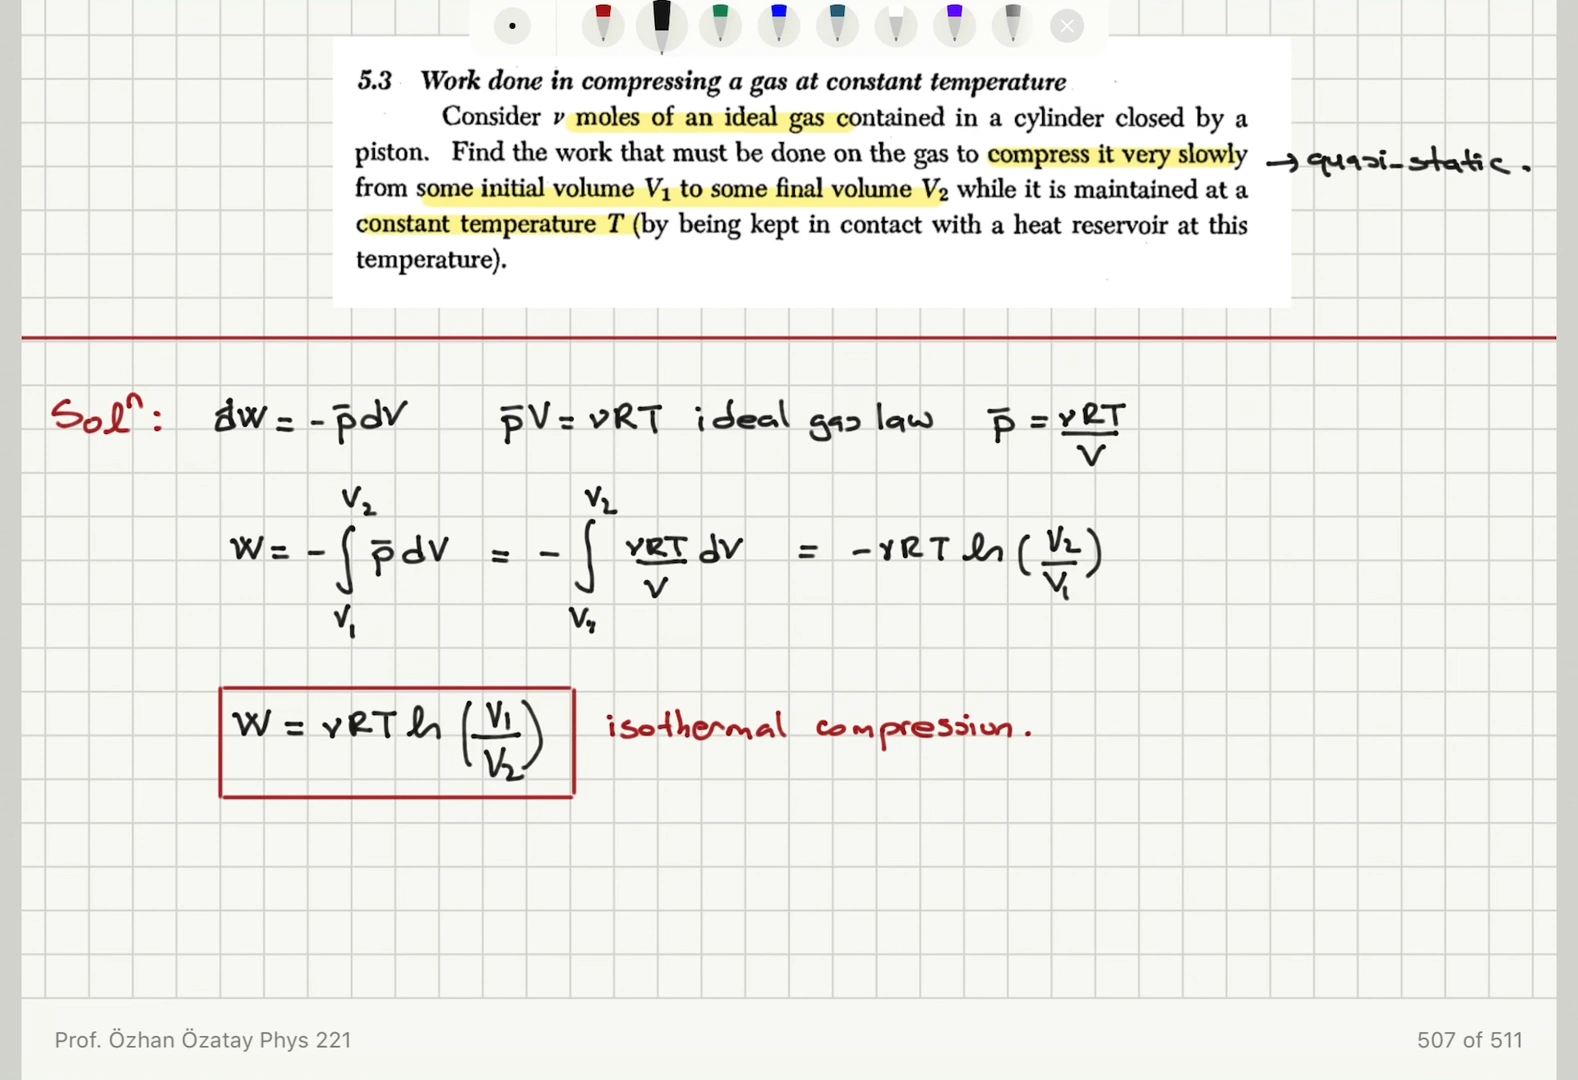 5.3 Work done in compressing a gas at constant temperature
Consider ν moles of an ideal gas contained in a cylinder closed by a
piston. Find the work that must be done on the gas to compress it very slowly → quasi-static.
from some initial volume V₁ to some final volume V₂ while it is maintained at a
constant temperature T (by being kept in contact with a heat reservoir at this
temperature).
Solⁿ: đW = - p̄dV p̄V = νRT ideal gas law p̄ = νRT/V
W = - ∫_{V₁}^{V₂} p̄ dV = - ∫_{V₁}^{V₂} νRT/V dV = -νRT ln (V₂/V₁)
W = νRT ln (V₁/V₂) isothermal compression.
Prof. Özhan Özatay Phys 221 507 of 511